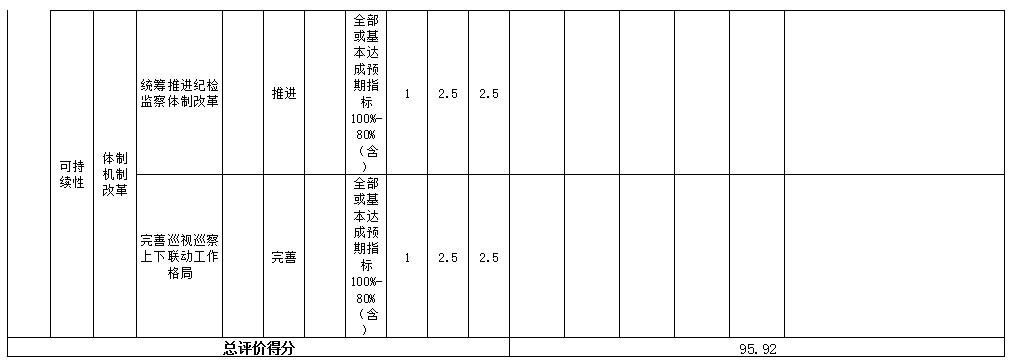 可持
续性
体制
机制
改革
统筹推进纪检
监察体制改革
推进
全部
或基
本达
成预
期指
标
100%-
80%
（含
）
1
2.5
2.5
完善巡视巡察
上下联动工作
格局
完善
全部
或基
本达
成预
期指
标
100%-
80%
（含
）
1
2.5
2.5
总评价得分
95.92